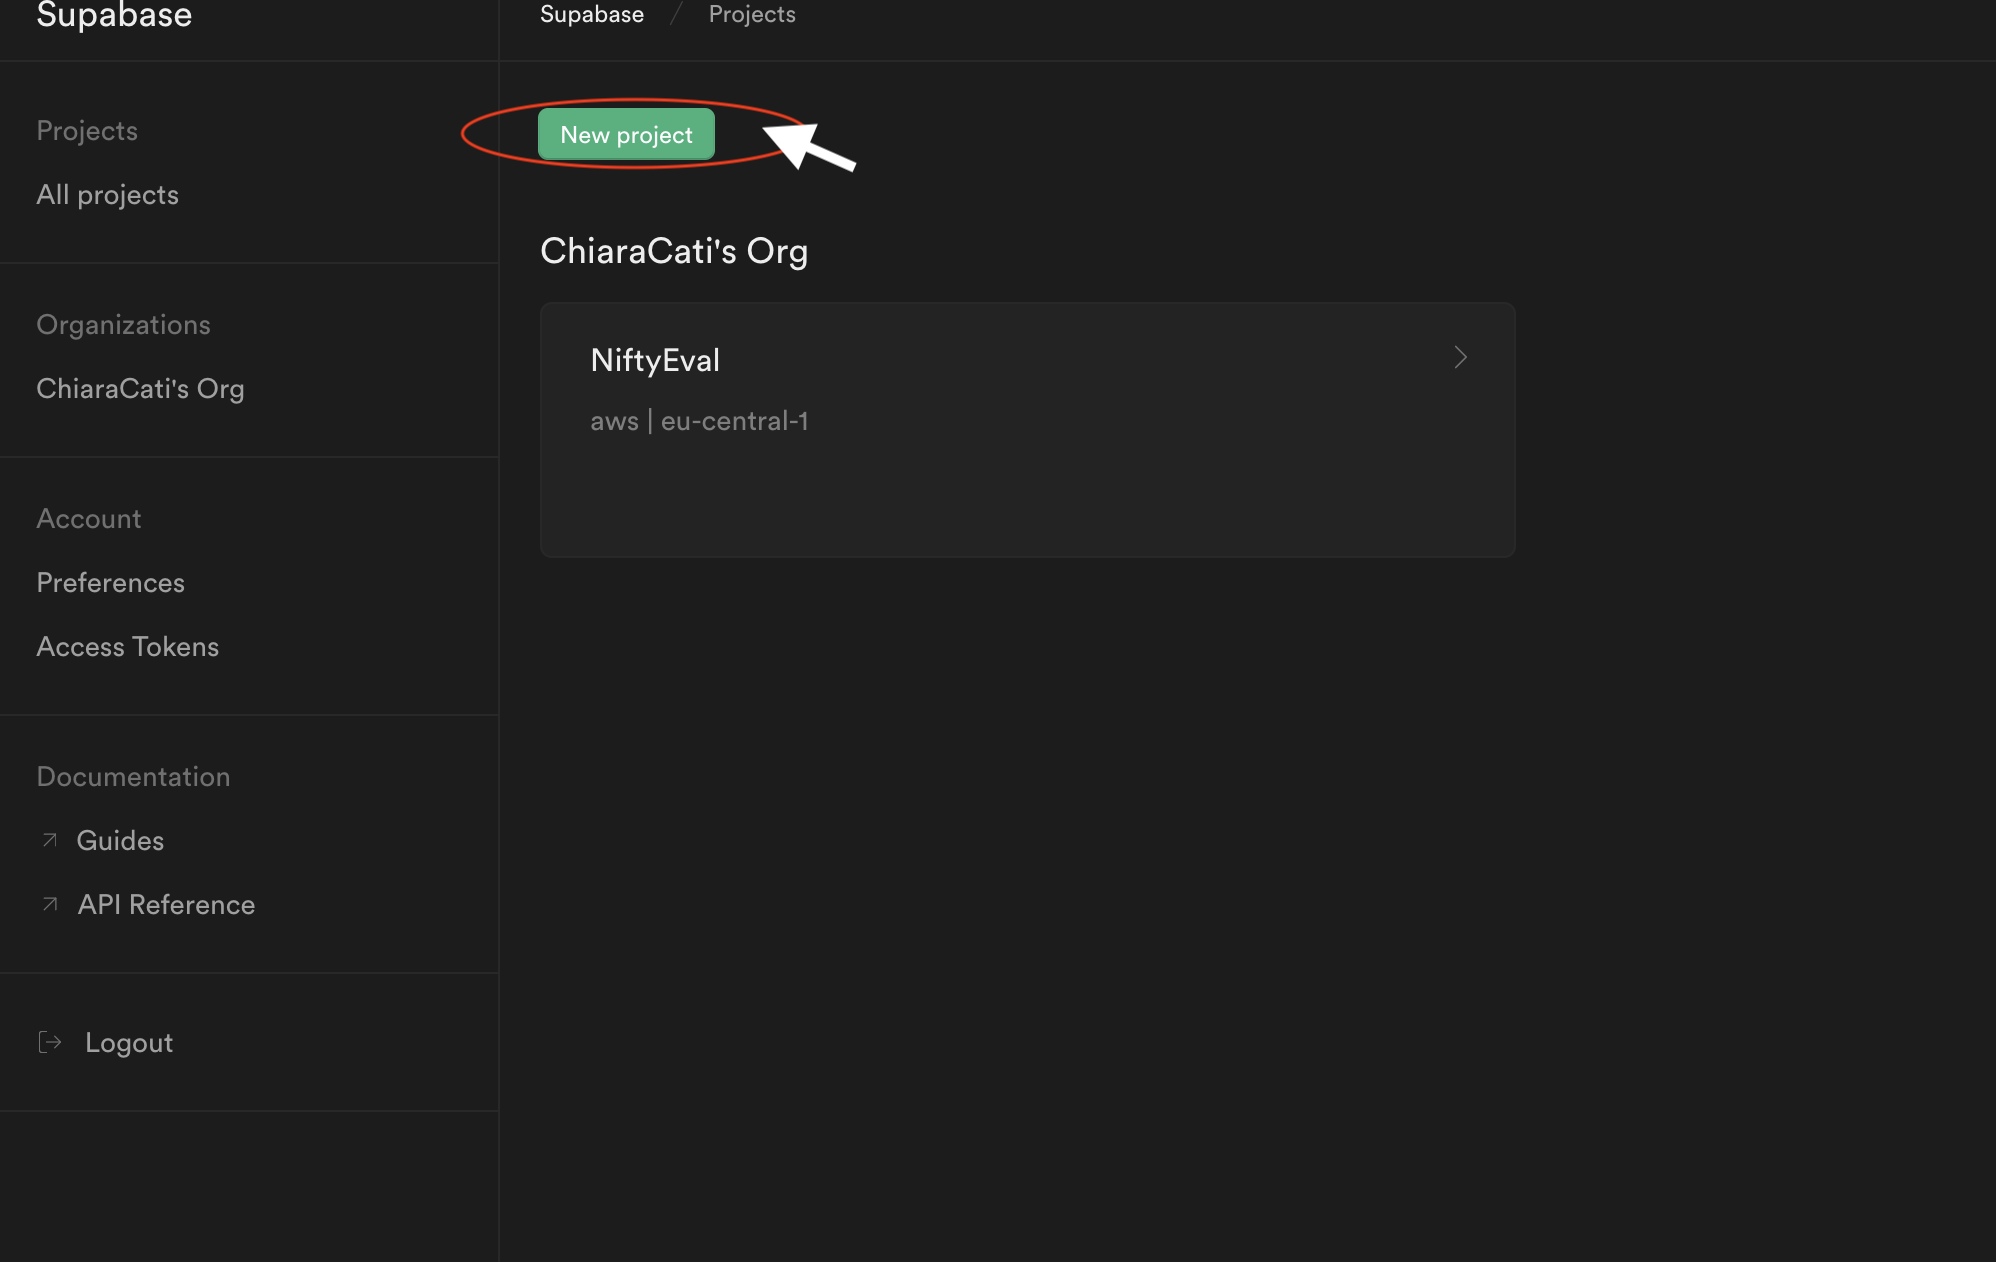 Supabase
Supabase / Projects
Projects
All projects
Organizations
ChiaraCati's Org
Account
Preferences
Access Tokens
Documentation
Guides
API Reference
Logout
New project
ChiaraCati's Org
NiftyEval
aws | eu-central-1